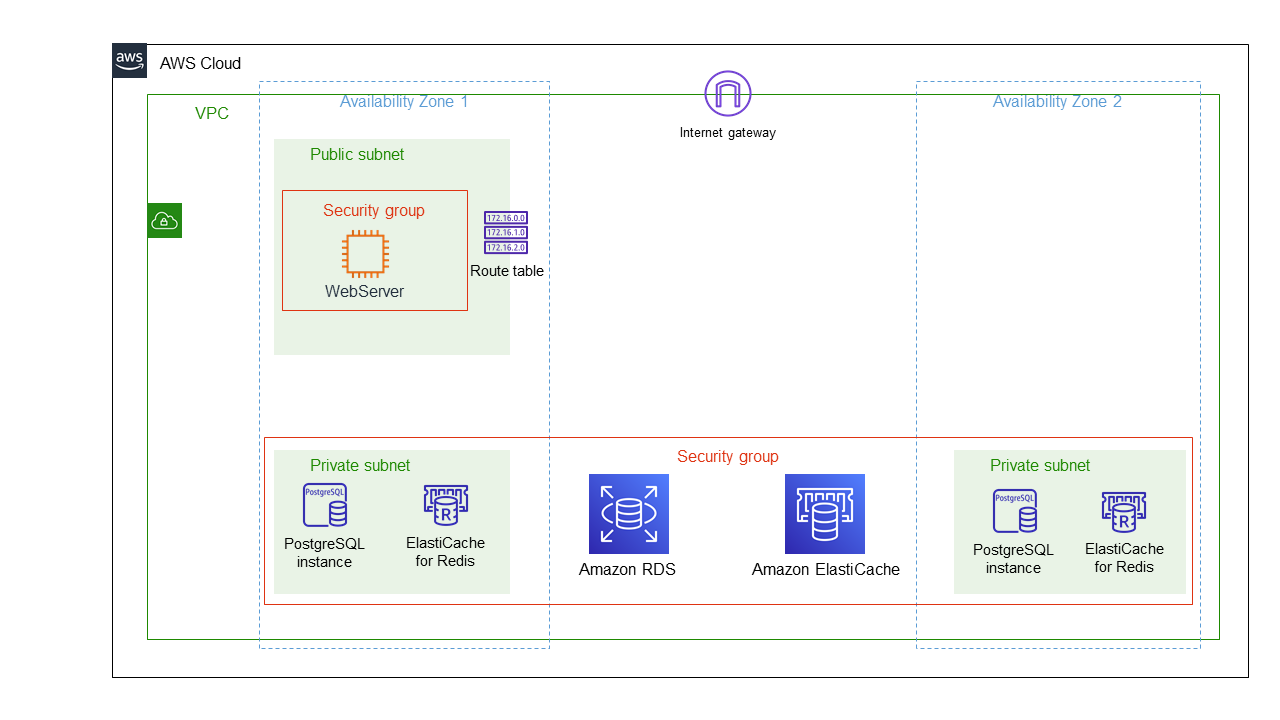 aws
AWS Cloud
Availability Zone 1
Availability Zone 2
VPC
Internet gateway
Public subnet
Security group
WebServer
172.16.0.0
172.16.1.0
172.16.2.0
Route table
Security group
Private subnet
PostgreSQL
PostgreSQL
instance
R
ElastiCache
for Redis
Amazon RDS
Amazon ElastiCache
Private subnet
PostgreSQL
PostgreSQL
instance
R
ElastiCache
for Redis